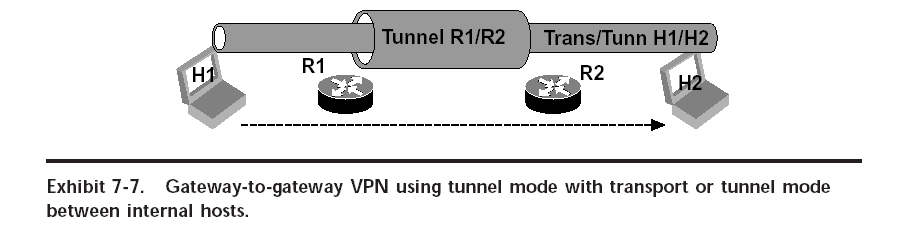 Tunnel R1/R2
Trans/Tunn H1/H2
H1
R1
R2
H2
Exhibit 7-7. Gateway-to-gateway VPN using tunnel mode with transport or tunnel mode
between internal hosts.